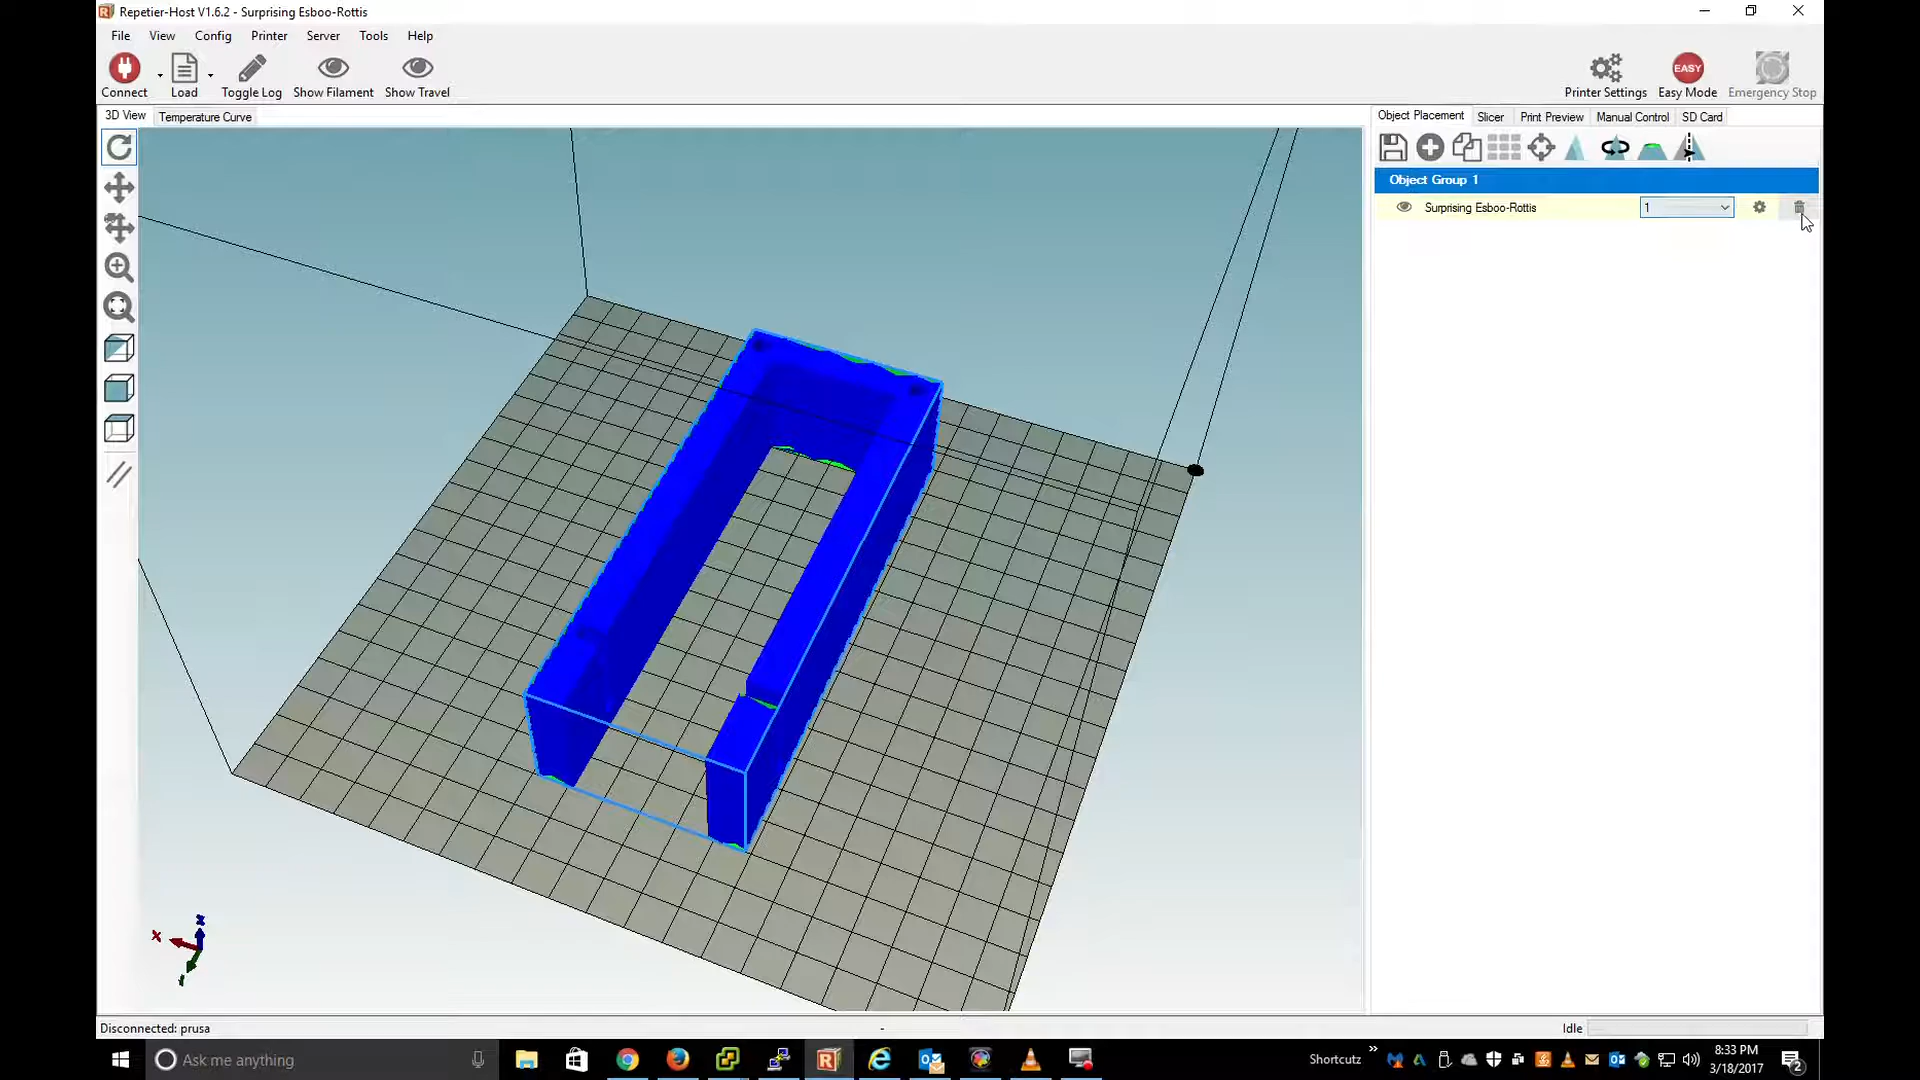 Repetier-Host V1.6.2 - Surprising Esboo-Rottis
File View Config Printer Server Tools Help
Connect Load Toggle Log Show Filament Show Travel Printer Settings EASY Easy Mode Emergency Stop
3D View Temperature Curve Object Placement Slicer Print Preview Manual Control SD Card
Object Group 1
Surprising Esboo-Rottis 1
Z
X
Disconnected: prusa - Idle
Ask me anything Shortcutz » 8:33 PM
3/18/2017 2